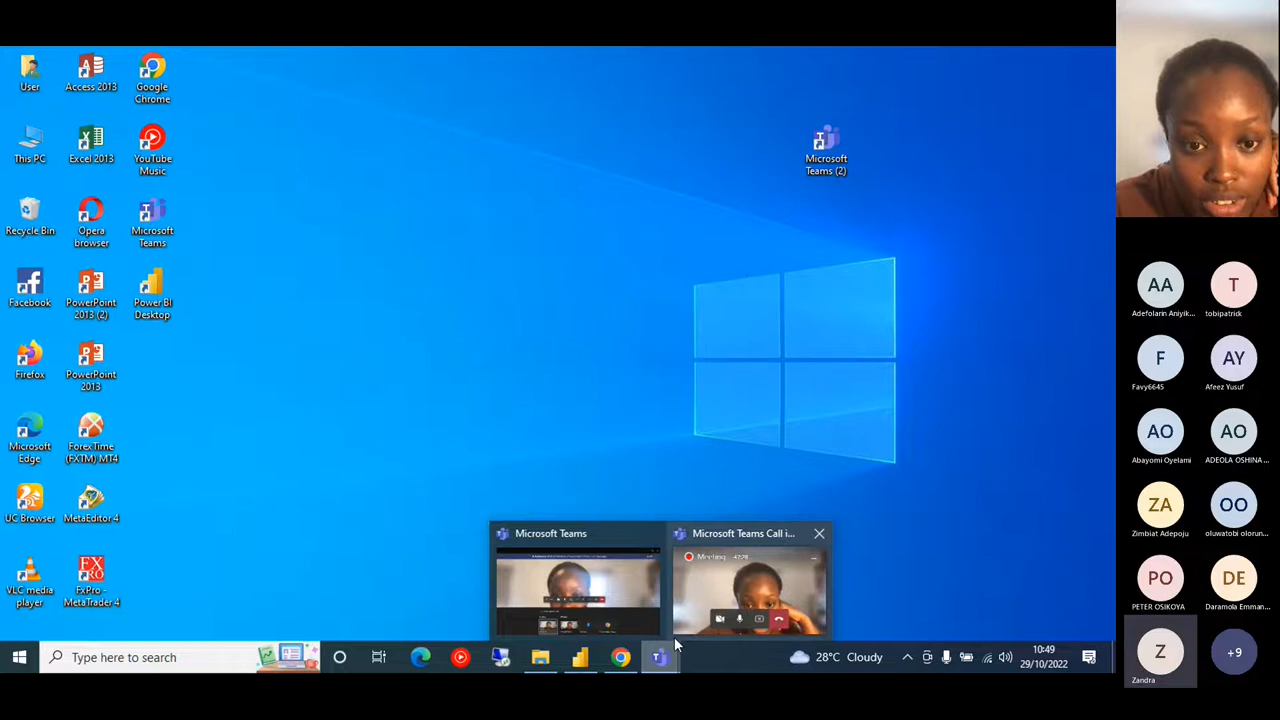 User
Access 2013
Google
Chrome
This PC
Excel 2013
YouTube
Music
Microsoft
Teams (2)
Recycle Bin
Opera
browser
Microsoft
Teams
Facebook
PowerPoint
2013 (2)
Power BI
Desktop
Firefox
PowerPoint
2013
Microsoft
Edge
ForexTime
(FXTM) MT4
UC Browser
MetaEditor 4
VLC media
player
FXPRO
FxPro -
MetaTrader 4
Microsoft Teams
Microsoft Teams Call i...
Meeting
Type here to search
28°C Cloudy
10:49
29/10/2022
AA
Adefolarin Aniyik...
T
tobipatrick
F
Favy6645
AY
Afeez Yusuf
AO
Abayomi Oyelami
AO
ADEOLA OSHINA ...
ZA
Zimbiat Adepoju
OO
oluwatobi olorun...
PO
PETER OSIKOYA
DE
Daramola Emman...
Z
Zandra
+9